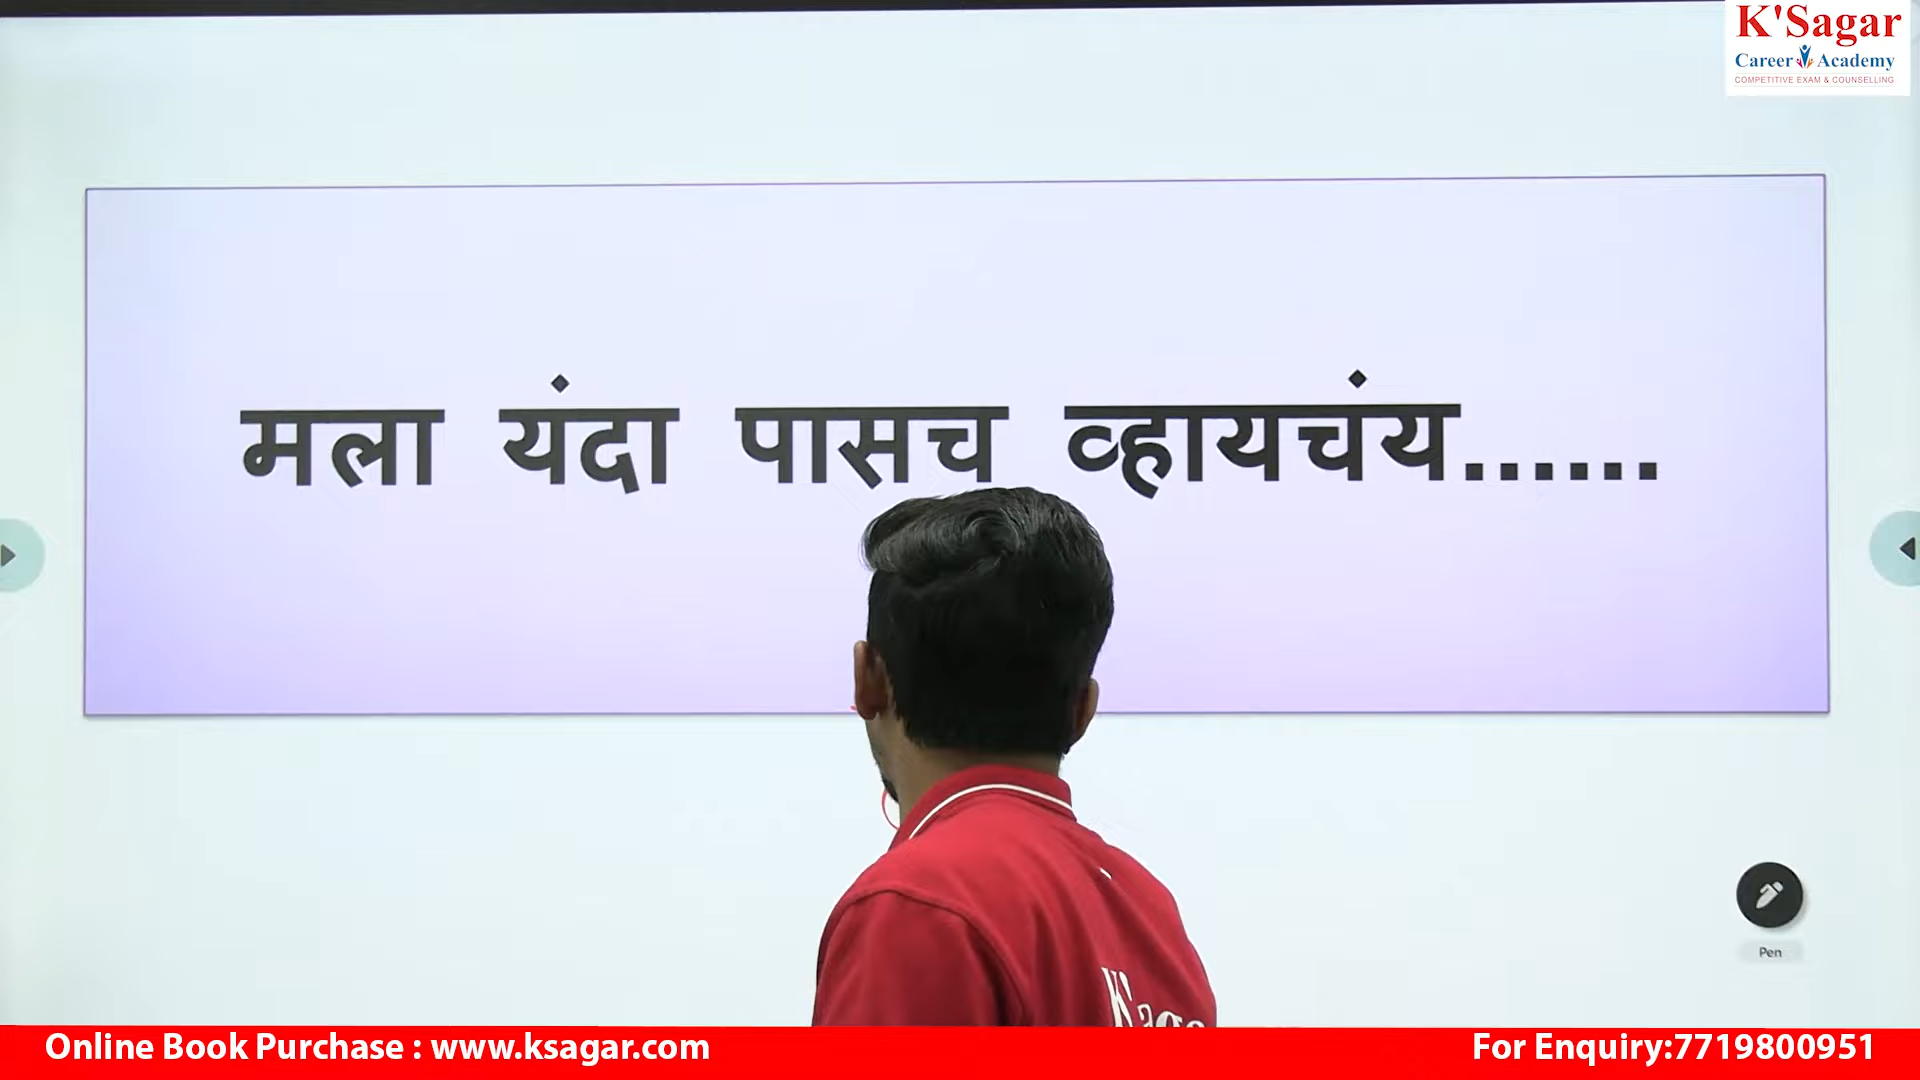 K'Sagar
Career Academy
COMPETITIVE EXAM & COUNSELLING
मला यंदा पासच व्हायचंय......
Pen
Online Book Purchase : www.ksagar.com
For Enquiry:7719800951